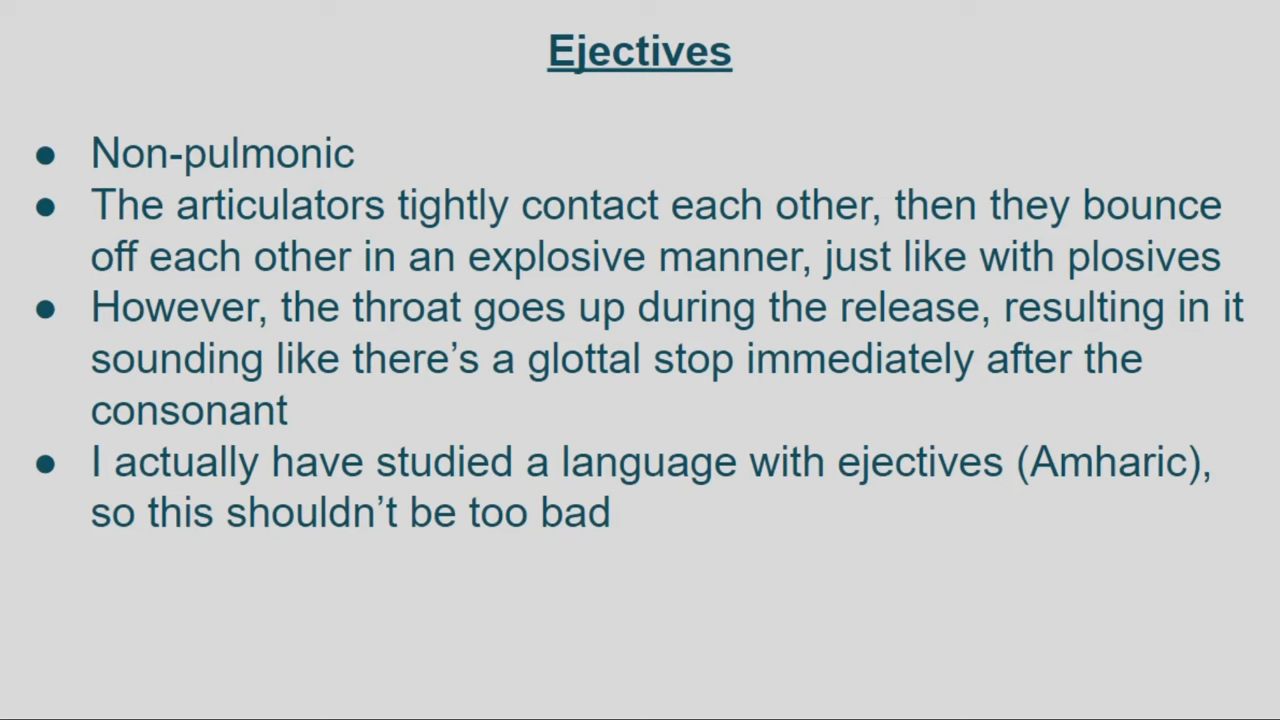 Ejectives
● Non-pulmonic
● The articulators tightly contact each other, then they bounce
off each other in an explosive manner, just like with plosives
● However, the throat goes up during the release, resulting in it
sounding like there’s a glottal stop immediately after the
consonant
● I actually have studied a language with ejectives (Amharic),
so this shouldn’t be too bad